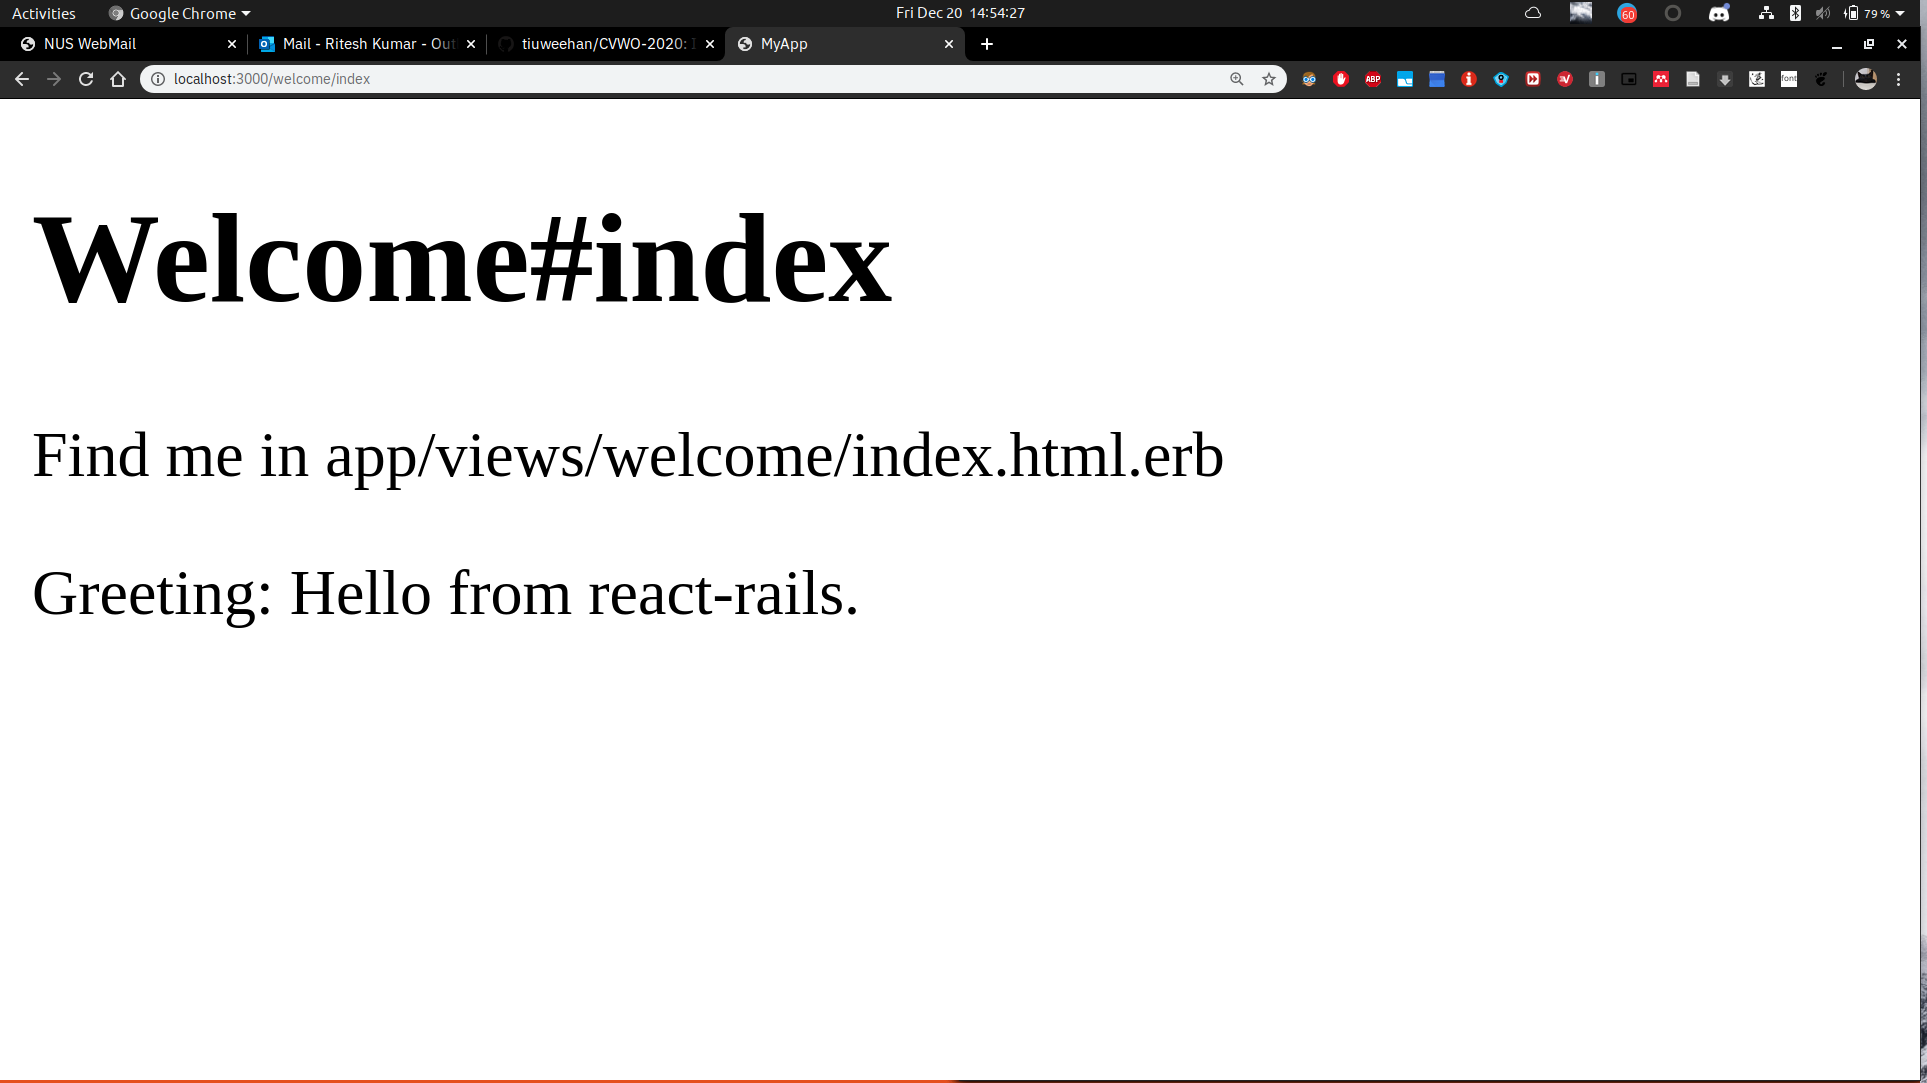 Activities
Google Chrome
Fri Dec 20 14:54:27
60
79 %
NUS WebMail
Mail - Ritesh Kumar - Out
tiuweehan/CVWO-2020:
MyApp
localhost:3000/welcome/index
ABP
font
Welcome#index
Find me in app/views/welcome/index.html.erb
Greeting: Hello from react-rails.